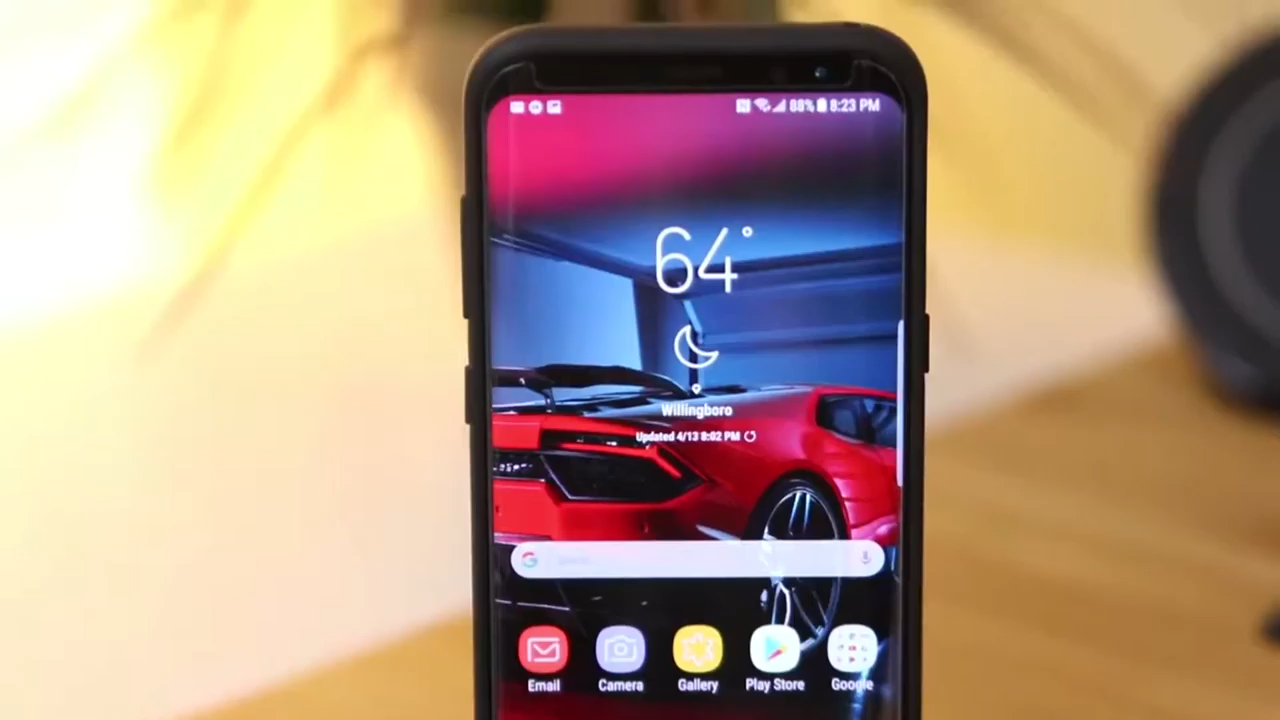 88% 8:23 PM
64°
Willingboro
Updated 4/13 8:02 PM
Email Camera Gallery Play Store Google